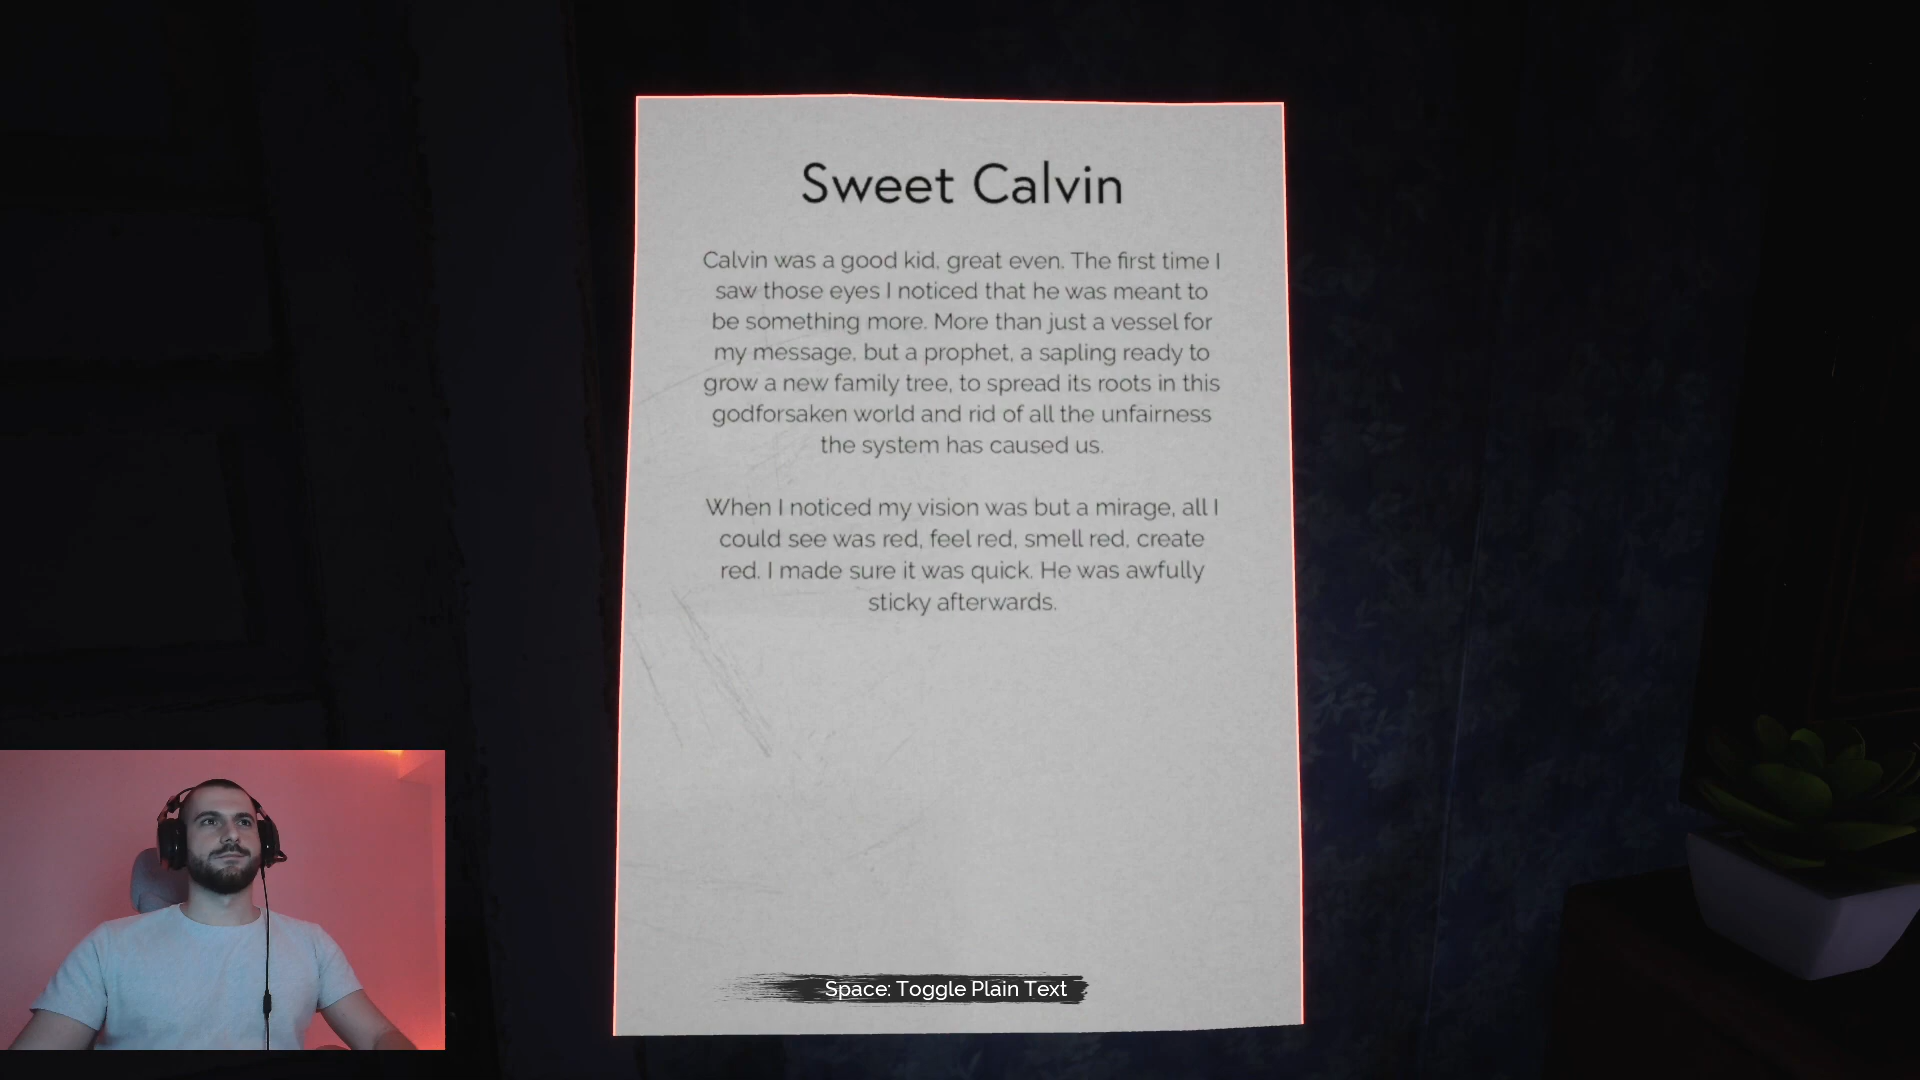 Sweet Calvin
Calvin was a good kid, great even. The first time I
saw those eyes I noticed that he was meant to
be something more. More than just a vessel for
my message, but a prophet, a sapling ready to
grow a new family tree, to spread its roots in this
godforsaken world and rid of all the unfairness
the system has caused us.
When I noticed my vision was but a mirage, all I
could see was red, feel red, smell red, create
red. I made sure it was quick. He was awfully
sticky afterwards.
Space: Toggle Plain Text